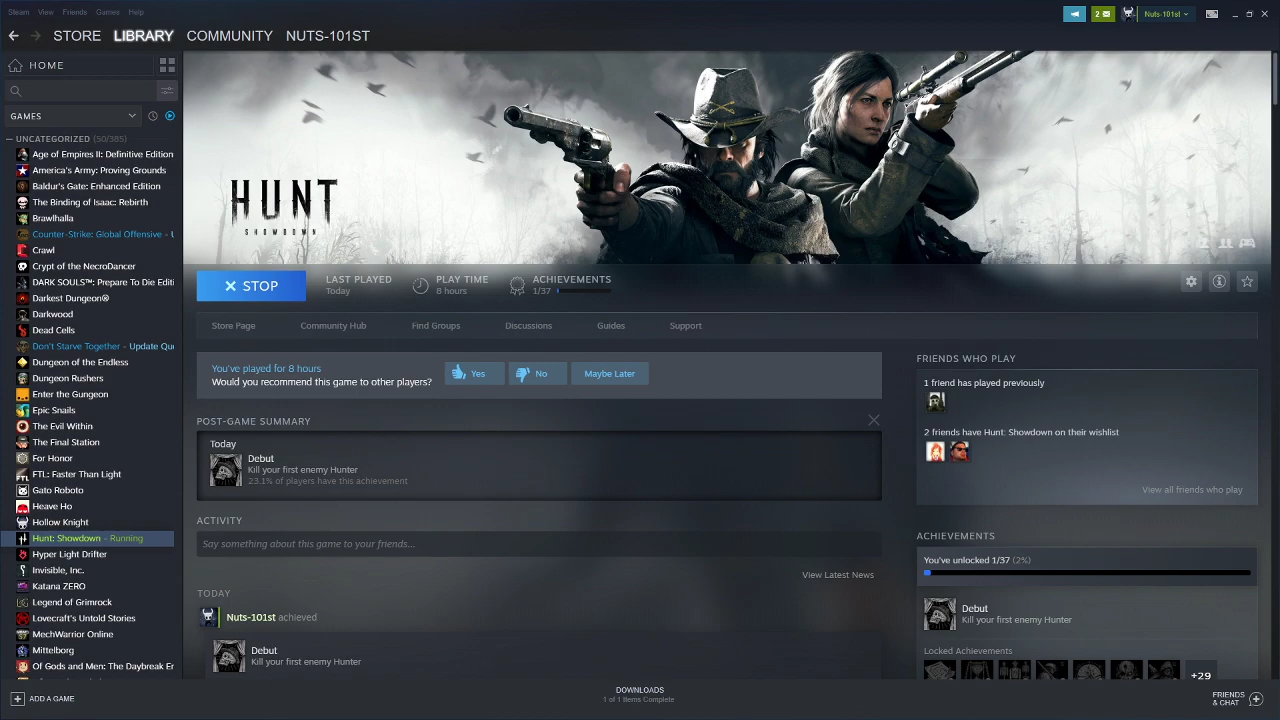 Steam View Friends Games Help
2 Nuts-101st
STORE LIBRARY COMMUNITY NUTS-101ST
HOME
GAMES
UNCATEGORIZED (50/385)
Age of Empires II: Definitive Edition
America's Army: Proving Grounds
Baldur's Gate: Enhanced Edition
The Binding of Isaac: Rebirth
Brawlhalla
Counter-Strike: Global Offensive - U
Crawl
Crypt of the NecroDancer
DARK SOULS™: Prepare To Die Editi
Darkest Dungeon®
Darkwood
Dead Cells
Don't Starve Together - Update Que
Dungeon of the Endless
Dungeon Rushers
Enter the Gungeon
Epic Snails
The Evil Within
The Final Station
For Honor
FTL: Faster Than Light
Gato Roboto
Heave Ho
Hollow Knight
Hunt: Showdown - Running
Hyper Light Drifter
Invisible, Inc.
Katana ZERO
Legend of Grimrock
Lovecraft's Untold Stories
MechWarrior Online
Mittelborg
Of Gods and Men: The Daybreak Er
ADD A GAME
HUNT
SHOWDOWN
STOP
LAST PLAYED
Today
PLAY TIME
8 hours
ACHIEVEMENTS
1/37
Store Page Community Hub Find Groups Discussions Guides Support
You've played for 8 hours
Would you recommend this game to other players?
Yes No Maybe Later
POST-GAME SUMMARY
Today
Debut
Kill your first enemy Hunter
23.1% of players have this achievement
ACTIVITY
Say something about this game to your friends...
View Latest News
TODAY
Nuts-101st achieved
Debut
Kill your first enemy Hunter
FRIENDS WHO PLAY
1 friend has played previously
2 friends have Hunt: Showdown on their wishlist
View all friends who play
ACHIEVEMENTS
You've unlocked 1/37 (2%)
Debut
Kill your first enemy Hunter
Locked Achievements
+29
DOWNLOADS
1 of 1 Items Complete
FRIENDS
& CHAT